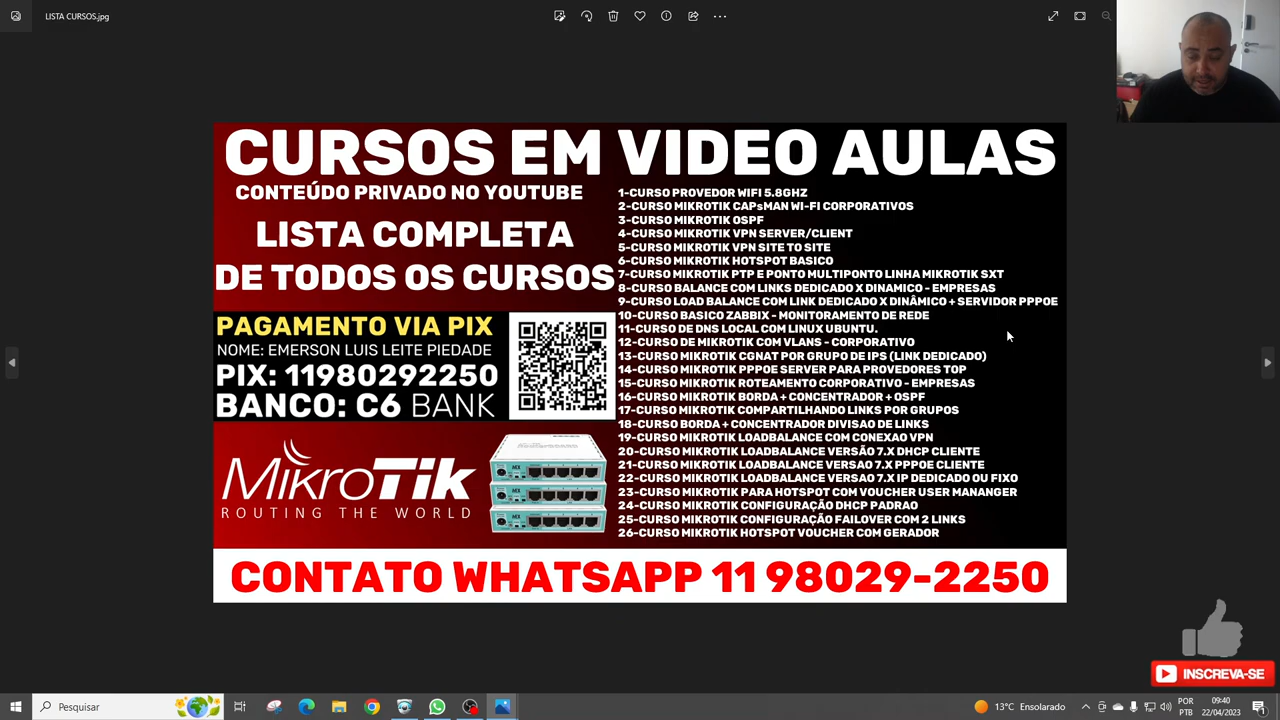 LISTA CURSOS.jpg
CURSOS EM VIDEO AULAS
CONTEÚDO PRIVADO NO YOUTUBE
LISTA COMPLETA
DE TODOS OS CURSOS
PAGAMENTO VIA PIX
NOME: EMERSON LUIS LEITE PIEDADE
PIX: 11980292250
BANCO: C6 BANK
MikroTik
ROUTING THE WORLD
1-CURSO PROVEDOR WIFI 5.8GHZ
2-CURSO MIKROTIK CAPsMAN WI-FI CORPORATIVOS
3-CURSO MIKROTIK OSPF
4-CURSO MIKROTIK VPN SERVER/CLIENT
5-CURSO MIKROTIK VPN SITE TO SITE
6-CURSO MIKROTIK HOTSPOT BASICO
7-CURSO MIKROTIK PTP E PONTO MULTIPONTO LINHA MIKROTIK SXT
8-CURSO BALANCE COM LINKS DEDICADO X DINAMICO - EMPRESAS
9-CURSO LOAD BALANCE COM LINK DEDICADO X DINÂMICO + SERVIDOR PPPOE
10-CURSO BASICO ZABBIX - MONITORAMENTO DE REDE
11-CURSO DE DNS LOCAL COM LINUX UBUNTU.
12-CURSO DE MIKROTIK COM VLANS - CORPORATIVO
13-CURSO MIKROTIK CGNAT POR GRUPO DE IPS (LINK DEDICADO)
14-CURSO MIKROTIK PPPOE SERVER PARA PROVEDORES TOP
15-CURSO MIKROTIK ROTEAMENTO CORPORATIVO - EMPRESAS
16-CURSO MIKROTIK BORDA + CONCENTRADOR + OSPF
17-CURSO MIKROTIK COMPARTILHANDO LINKS POR GRUPOS
18-CURSO BORDA + CONCENTRADOR DIVISAO DE LINKS
19-CURSO MIKROTIK LOADBALANCE COM CONEXAO VPN
20-CURSO MIKROTIK LOADBALANCE VERSÃO 7.X DHCP CLIENTE
21-CURSO MIKROTIK LOADBALANCE VERSAO 7.X PPPOE CLIENTE
22-CURSO MIKROTIK LOADBALANCE VERSAO 7.X IP DEDICADO OU FIXO
23-CURSO MIKROTIK PARA HOTSPOT COM VOUCHER USER MANANGER
24-CURSO MIKROTIK CONFIGURAÇÃO DHCP PADRAO
25-CURSO MIKROTIK CONFIGURAÇÃO FAILOVER COM 2 LINKS
26-CURSO MIKROTIK HOTSPOT VOUCHER COM GERADOR
CONTATO WHATSAPP 11 98029-2250
INSCREVA-SE
Pesquisar
13°C Ensolarado
POR
PTB
09:40
22/04/2023